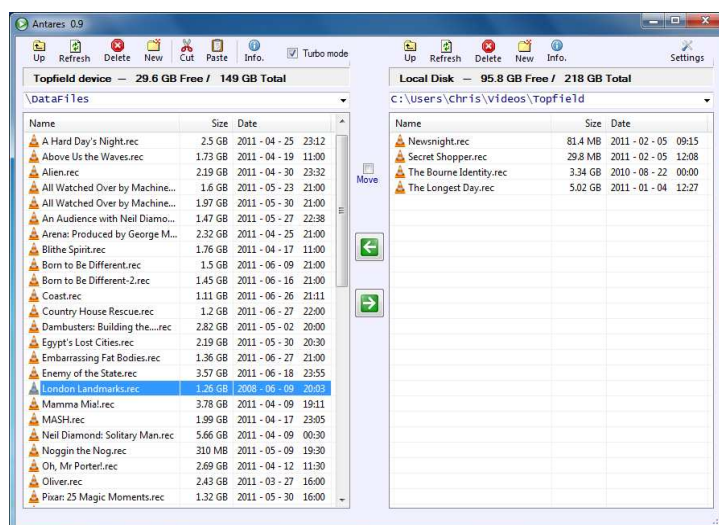 Antares 0.9
Up Refresh Delete New Cut Paste Info. Turbo mode
Topfield device – 29.6 GB Free / 149 GB Total
\DataFiles
Name Size Date
A Hard Day's Night.rec 2.5 GB 2011 - 04 - 25 23:12
Above Us the Waves.rec 1.73 GB 2011 - 04 - 19 11:00
Alien.rec 2.19 GB 2011 - 04 - 30 23:32
All Watched Over by Machine... 1.6 GB 2011 - 05 - 23 21:00
All Watched Over by Machine... 1.97 GB 2011 - 05 - 30 21:00
An Audience with Neil Diamo... 1.47 GB 2011 - 05 - 27 22:38
Arena: Produced by George M... 2.32 GB 2011 - 04 - 25 21:00
Blithe Spirit.rec 1.76 GB 2011 - 04 - 17 11:00
Born to Be Different.rec 1.5 GB 2011 - 06 - 09 21:00
Born to Be Different-2.rec 1.45 GB 2011 - 06 - 16 21:00
Coast.rec 1.11 GB 2011 - 06 - 26 21:11
Country House Rescue.rec 1.2 GB 2011 - 06 - 27 22:00
Dambusters: Building the....rec 2.82 GB 2011 - 05 - 02 20:00
Egypt's Lost Cities.rec 2.19 GB 2011 - 05 - 30 20:30
Embarrassing Fat Bodies.rec 1.36 GB 2011 - 06 - 27 21:00
Enemy of the State.rec 3.57 GB 2011 - 06 - 18 23:55
London Landmarks.rec 1.26 GB 2008 - 06 - 09 20:03
Mamma Mia!.rec 3.78 GB 2011 - 04 - 09 19:11
MASH.rec 1.99 GB 2011 - 04 - 17 23:05
Neil Diamond: Solitary Man.rec 5.66 GB 2011 - 04 - 09 00:30
Noggin the Nog.rec 310 MB 2011 - 05 - 09 19:30
Oh, Mr Porter!.rec 2.69 GB 2011 - 04 - 12 11:30
Oliver.rec 2.43 GB 2011 - 03 - 27 16:00
Pixar: 25 Magic Moments.rec 1.32 GB 2011 - 05 - 30 16:00
Move
Up Refresh Delete New Info. Settings
Local Disk – 95.8 GB Free / 218 GB Total
C:\Users\Chris\Videos\Topfield
Name Size Date
Newsnight.rec 81.4 MB 2011 - 02 - 05 09:15
Secret Shopper.rec 29.8 MB 2011 - 02 - 05 12:08
The Bourne Identity.rec 3.34 GB 2010 - 08 - 22 00:00
The Longest Day.rec 5.02 GB 2011 - 01 - 04 12:27